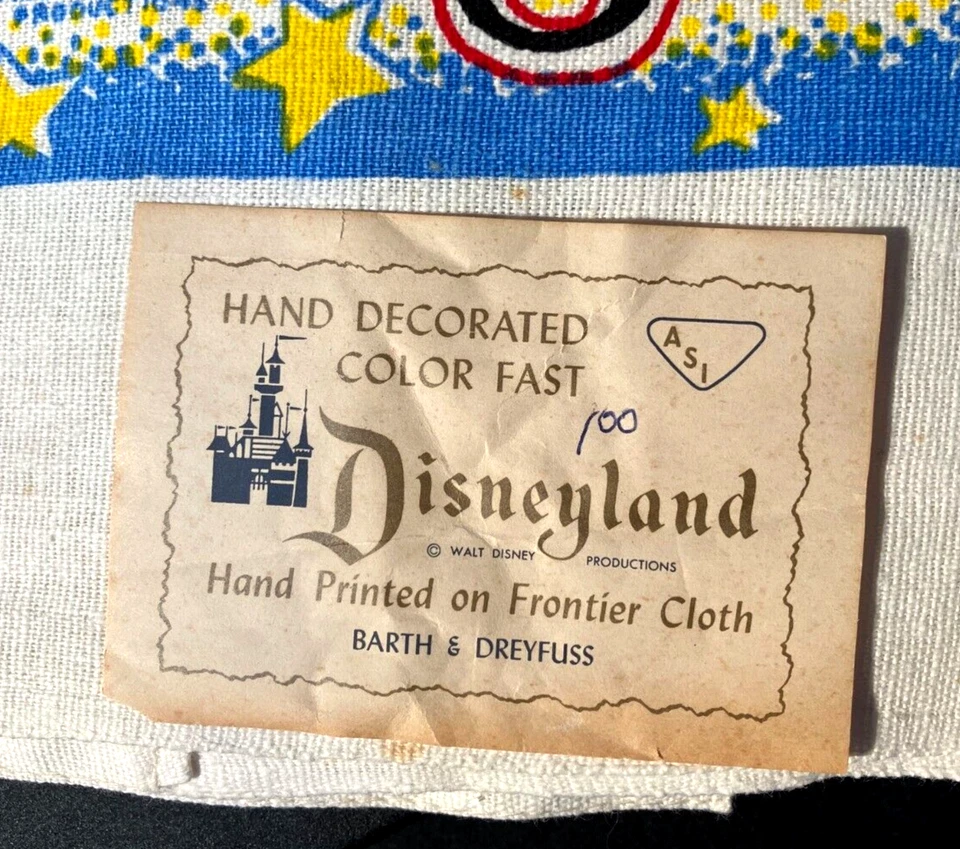 HAND DECORATED
COLOR FAST
ASI
100
Disneyland
© WALT DISNEY PRODUCTIONS
Hand Printed on Frontier Cloth
BARTH & DREYFUSS